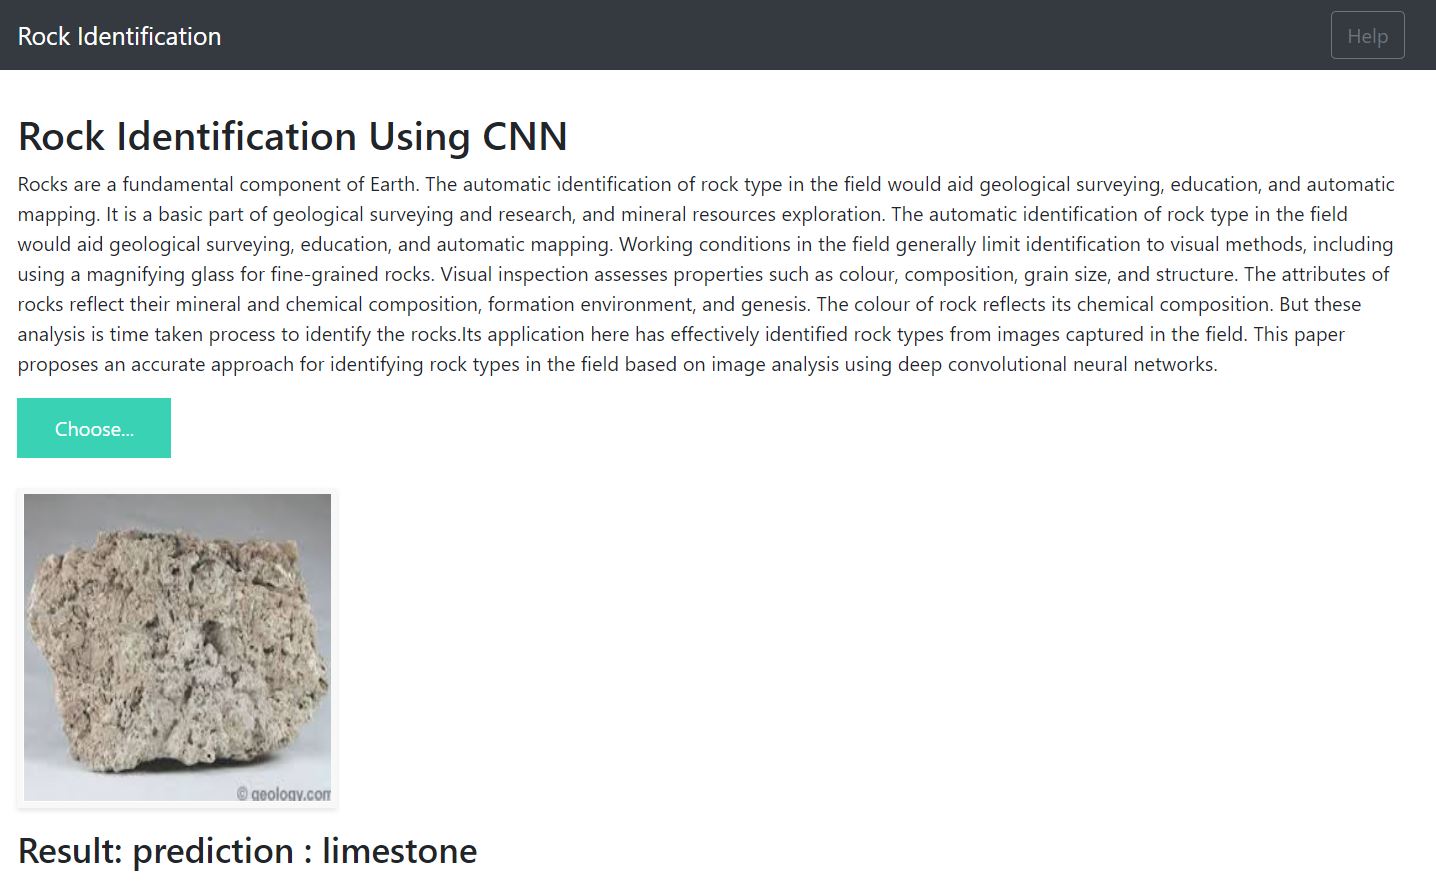 Rock Identification
Help
Rock Identification Using CNN
Rocks are a fundamental component of Earth. The automatic identification of rock type in the field would aid geological surveying, education, and automatic
mapping. It is a basic part of geological surveying and research, and mineral resources exploration. The automatic identification of rock type in the field
would aid geological surveying, education, and automatic mapping. Working conditions in the field generally limit identification to visual methods, including
using a magnifying glass for fine-grained rocks. Visual inspection assesses properties such as colour, composition, grain size, and structure. The attributes of
rocks reflect their mineral and chemical composition, formation environment, and genesis. The colour of rock reflects its chemical composition. But these
analysis is time taken process to identify the rocks.Its application here has effectively identified rock types from images captured in the field. This paper
proposes an accurate approach for identifying rock types in the field based on image analysis using deep convolutional neural networks.
Choose...
© geology.com
Result: prediction : limestone